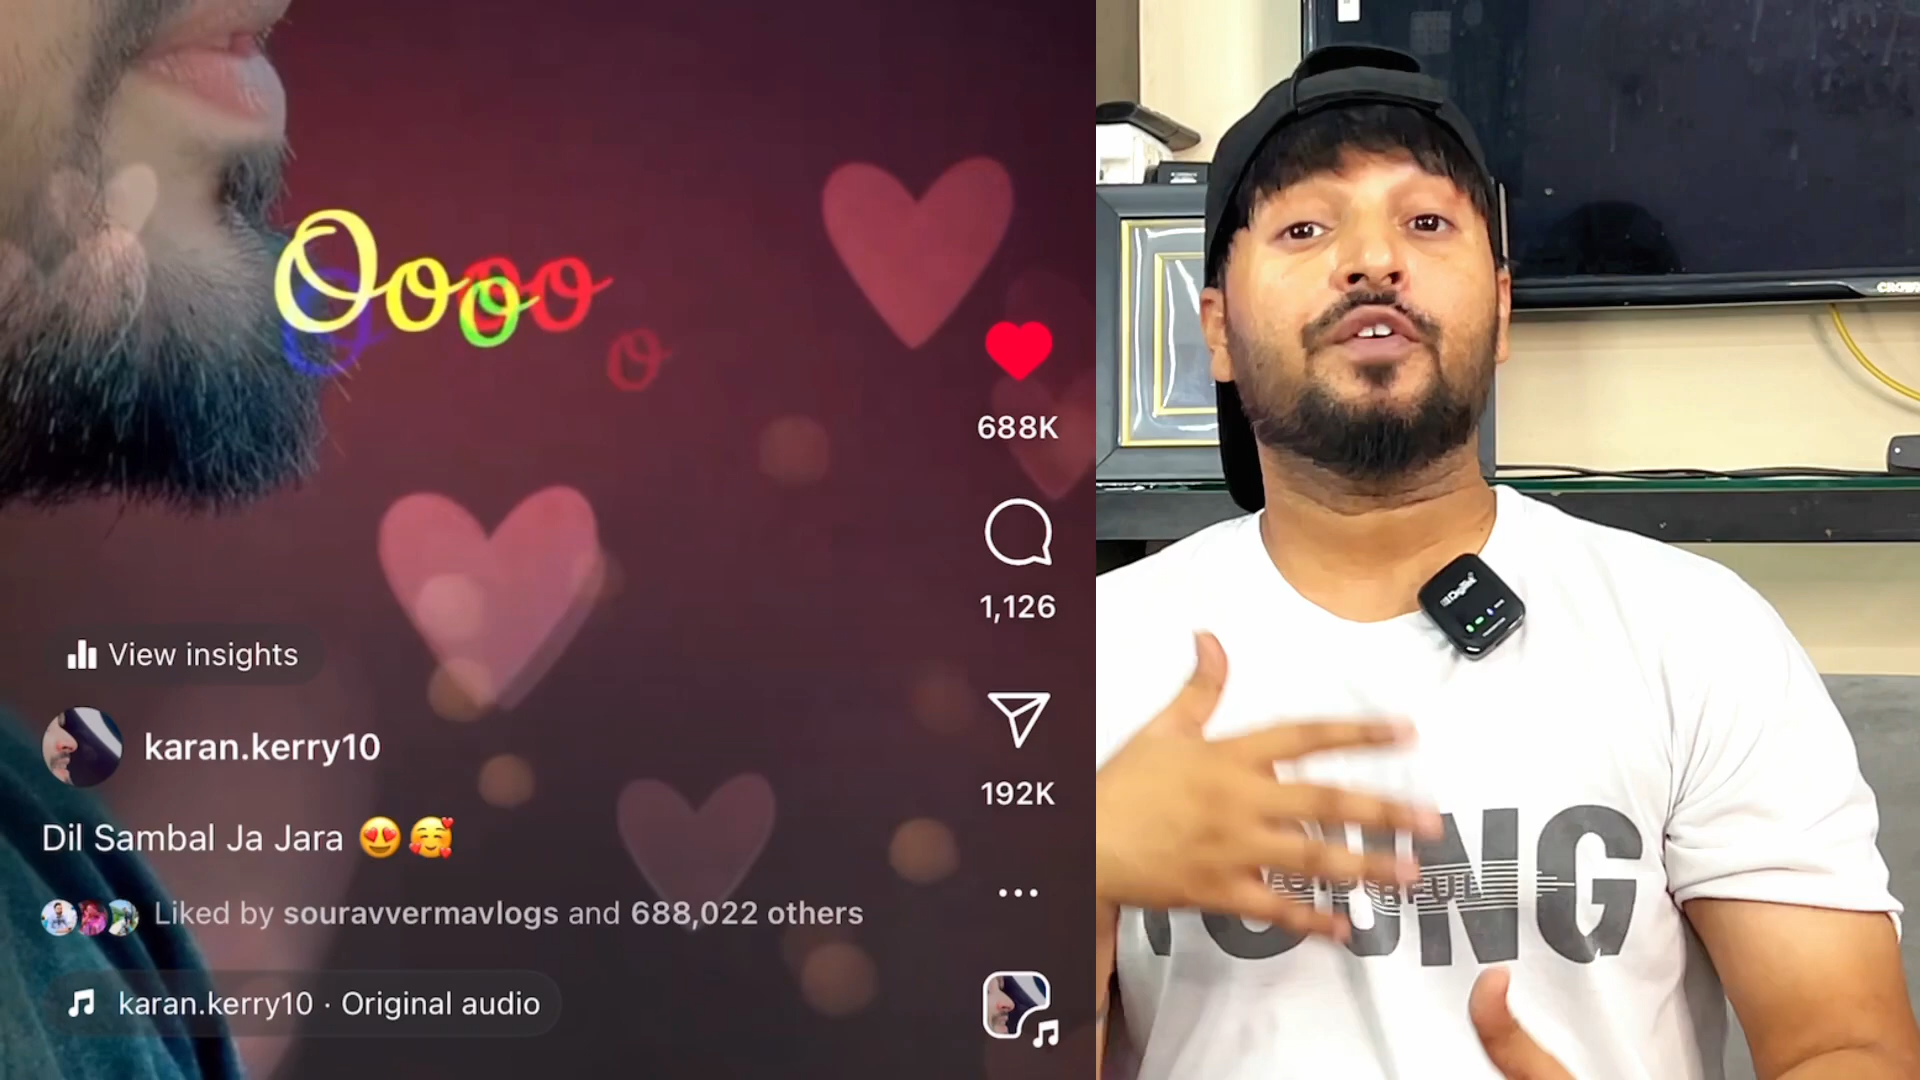 Oooo
o
688K
1,126
View insights
karan.kerry10
192K
Dil Sambal Ja Jara 😍🥰
Liked by souravvermavlogs and 688,022 others
karan.kerry10 · Original audio
YOUNG